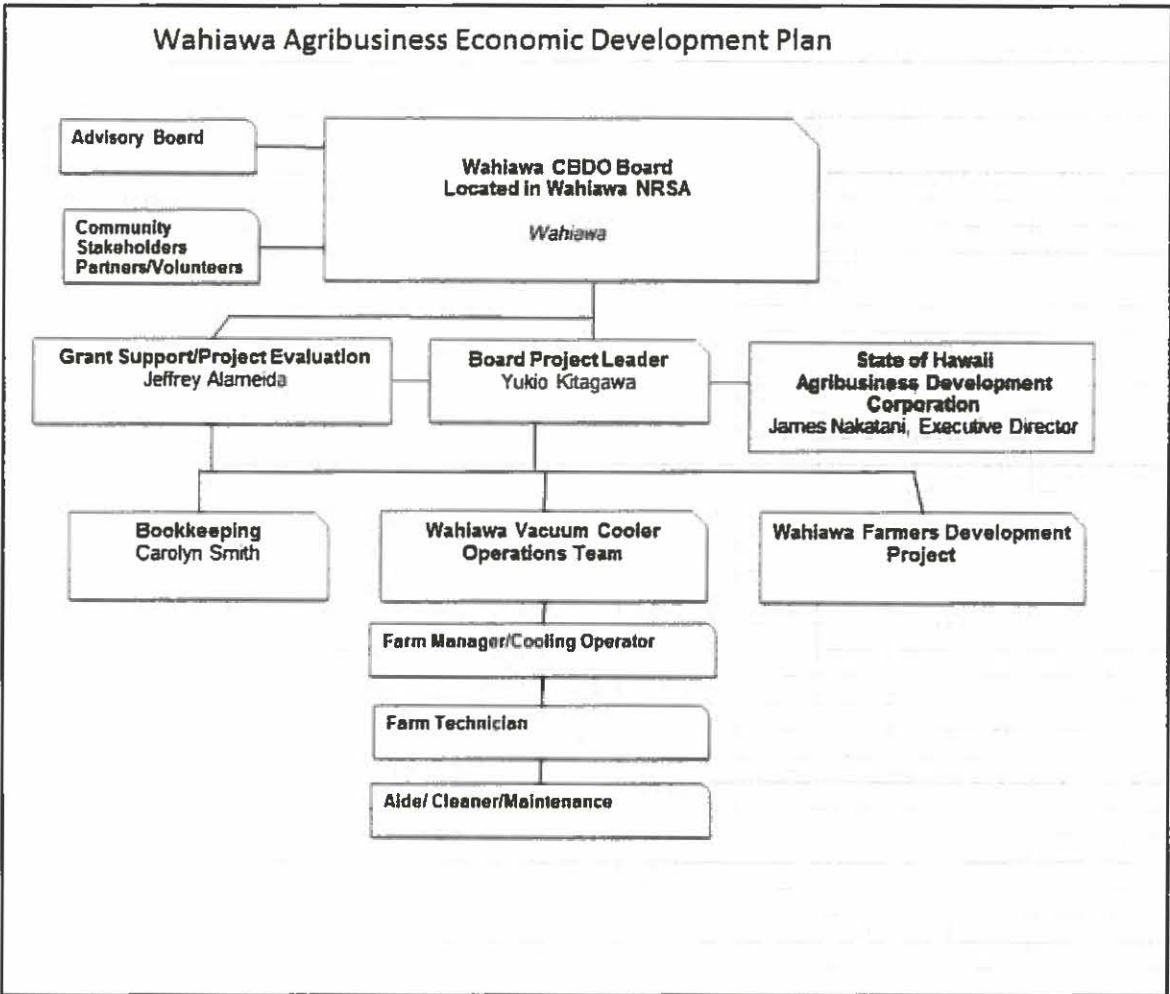 Wahiawa Agribusiness Economic Development Plan
Advisory Board
Wahiawa CBDO Board
Located in Wahiawa NRSA
Wahiawa
Community
Stakeholders
Partners/Volunteers
Grant Support/Project Evaluation
Jeffrey Alameida
Board Project Leader
Yukio Kitagawa
State of Hawaii
Agribusiness Development
Corporation
James Nakatani, Executive Director
Bookkeeping
Carolyn Smith
Wahiawa Vacuum Cooler
Operations Team
Wahiawa Farmers Development
Project
Farm Manager/Cooling Operator
Farm Technician
Aide/ Cleaner/Maintenance